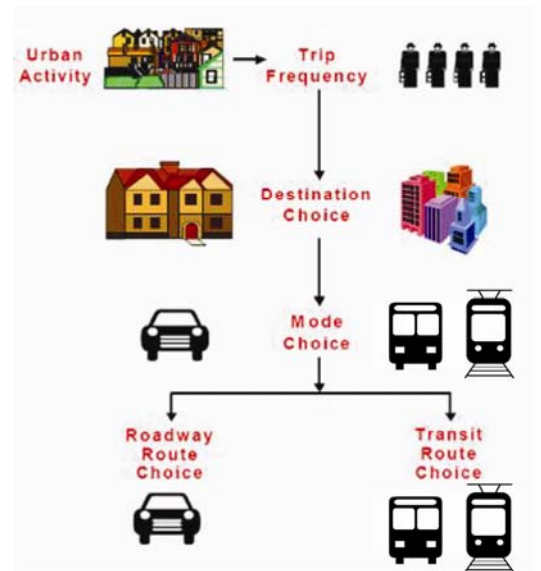 Urban
Activity
Trip
Frequency
Destination
Choice
Mode
Choice
Roadway
Route
Choice
Transit
Route
Choice